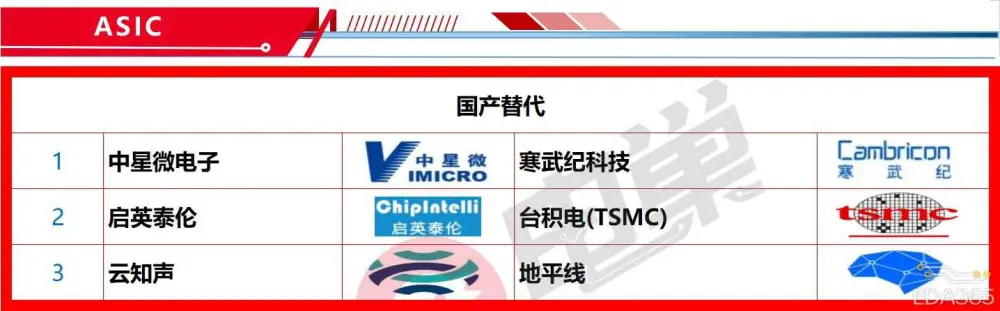 ASIC
国产替代
1 中星微电子 中星微 VIMICRO 寒武纪科技 Cambricon 寒武纪
2 启英泰伦 ChipIntelli 启英泰伦 台积电(TSMC) tsmc
3 云知声 地平线
EDA365